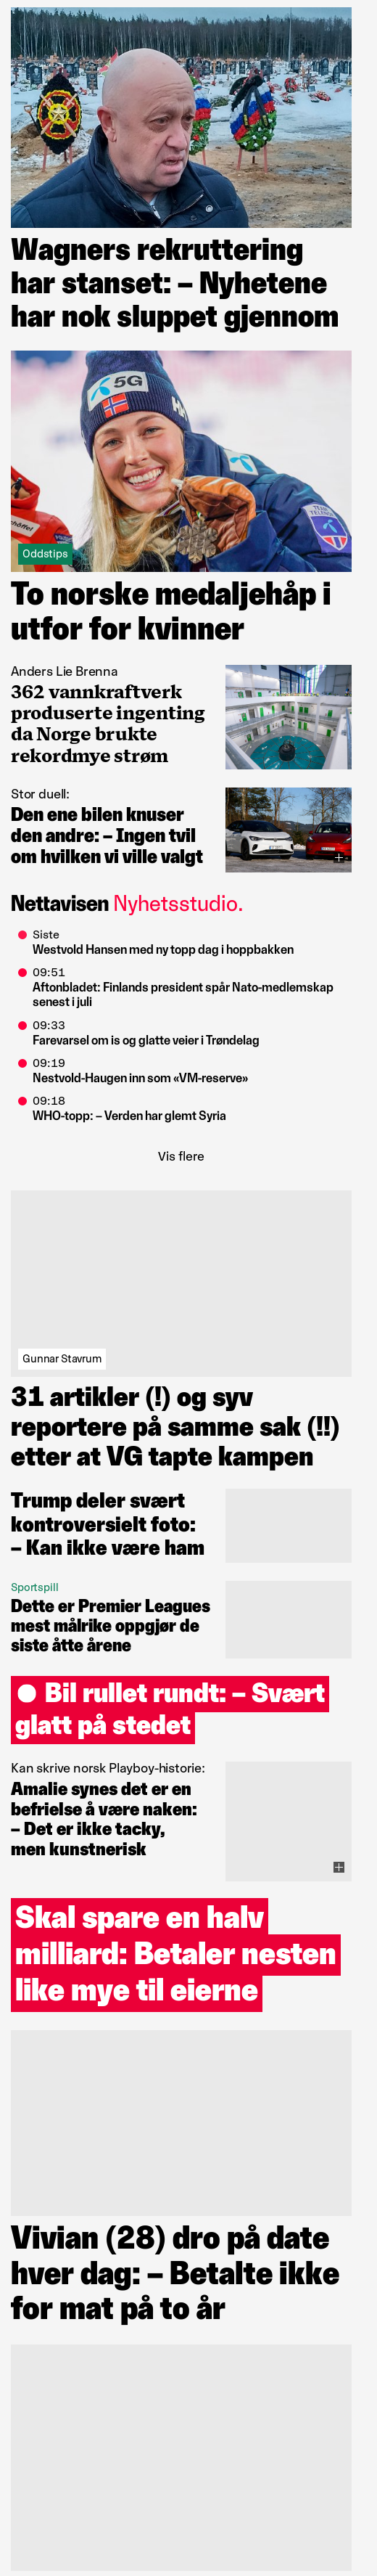 Wagners rekruttering
har stanset: – Nyhetene
har nok sluppet gjennom
5G
Oddstips
To norske medaljehåp i
utfor for kvinner
Anders Lie Brenna
362 vannkraftverk
produserte ingenting
da Norge brukte
rekordmye strøm
Stor duell:
Den ene bilen knuser
den andre: – Ingen tvil
om hvilken vi ville valgt
Nettavisen Nyhetsstudio.
Siste
Westvold Hansen med ny topp dag i hoppbakken
09:51
Aftonbladet: Finlands president spår Nato-medlemskap
senest i juli
09:33
Farevarsel om is og glatte veier i Trøndelag
09:19
Nestvold-Haugen inn som «VM-reserve»
09:18
WHO-topp: – Verden har glemt Syria
Vis flere
Gunnar Stavrum
31 artikler (!) og syv
reportere på samme sak (!!)
etter at VG tapte kampen
Trump deler svært
kontroversielt foto:
– Kan ikke være ham
Sportspill
Dette er Premier Leagues
mest målrike oppgjør de
siste åtte årene
Bil rullet rundt: – Svært
glatt på stedet
Kan skrive norsk Playboy-historie:
Amalie synes det er en
befrielse å være naken:
– Det er ikke tacky,
men kunstnerisk
Skal spare en halv
milliard: Betaler nesten
like mye til eierne
Vivian (28) dro på date
hver dag: – Betalte ikke
for mat på to år